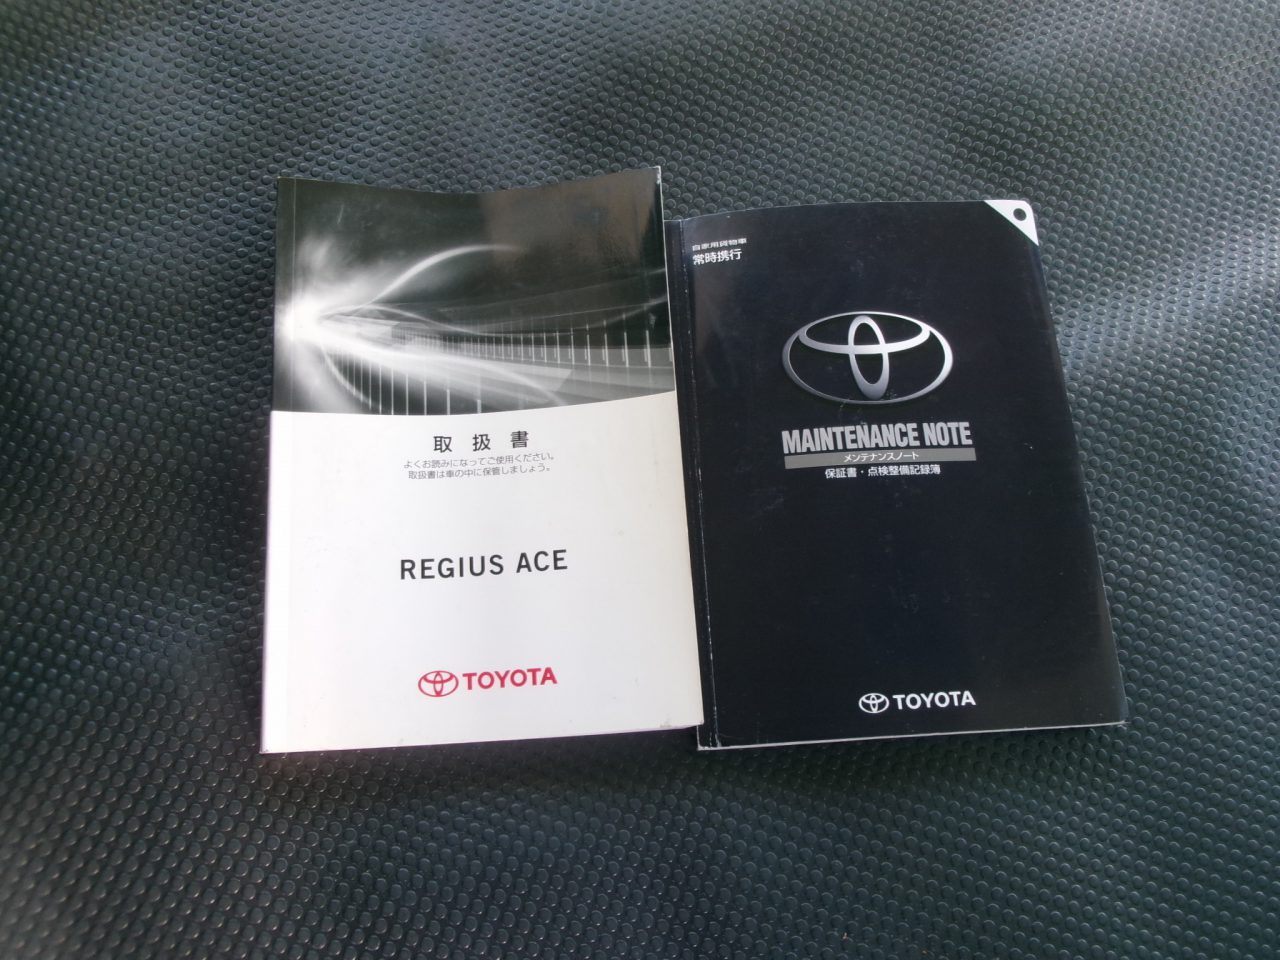 取扱書
よくお読みになってご使用ください。
取扱書は車の中に保管しましょう。
REGIUS ACE
TOYOTA
自家用貨物車
常時携行
MAINTENANCE NOTE
メンテナンスノート
保証書・点検整備記録簿
TOYOTA